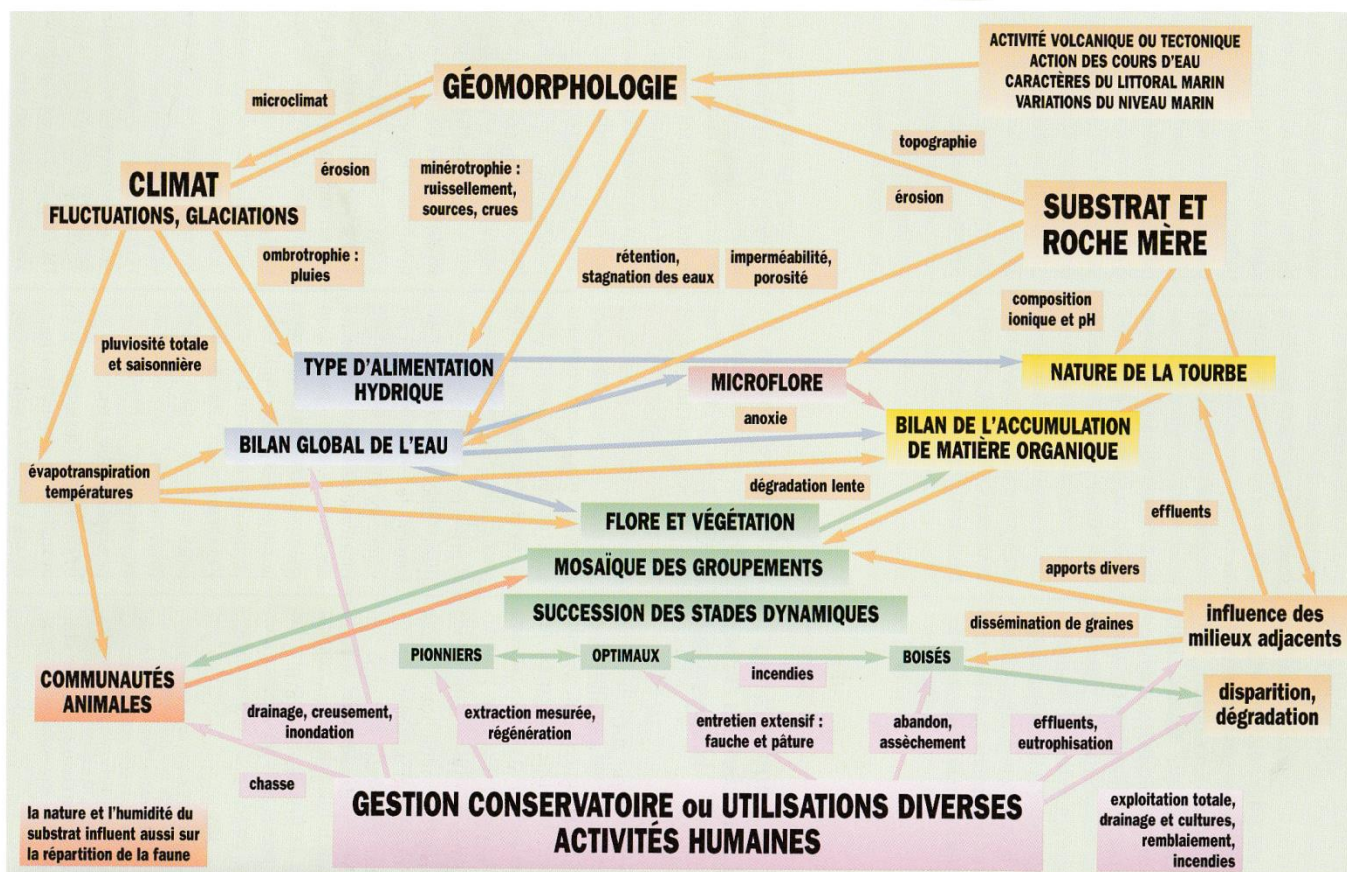 ACTIVITÉ VOLCANIQUE OU TECTONIQUE
ACTION DES COURS D'EAU
CARACTÈRES DU LITTORAL MARIN
VARIATIONS DU NIVEAU MARIN
GÉOMORPHOLOGIE
microclimat
topographie
érosion
minérotrophie :
ruissellement,
sources, crues
érosion
CLIMAT
FLUCTUATIONS, GLACIATIONS
SUBSTRAT ET
ROCHE MÈRE
ombrotrophie :
pluies
rétention,
stagnation des eaux
imperméabilité,
porosité
composition
ionique et pH
pluviosité totale
et saisonnière
TYPE D'ALIMENTATION
HYDRIQUE
MICROFLORE
NATURE DE LA TOURBE
anoxie
BILAN GLOBAL DE L'EAU
BILAN DE L'ACCUMULATION
DE MATIÈRE ORGANIQUE
évapotranspiration
températures
dégradation lente
effluents
FLORE ET VÉGÉTATION
MOSAÏQUE DES GROUPEMENTS
apports divers
SUCCESSION DES STADES DYNAMIQUES
dissémination de graines
influence des
milieux adjacents
PIONNIERS
OPTIMAUX
BOISÉS
incendies
COMMUNAUTÉS
ANIMALES
disparition,
dégradation
drainage, creusement,
inondation
extraction mesurée,
régénération
entretien extensif :
fauche et pâture
abandon,
assèchement
effluents,
eutrophisation
chasse
GESTION CONSERVATOIRE ou UTILISATIONS DIVERSES
ACTIVITÉS HUMAINES
exploitation totale,
drainage et cultures,
remblaiement,
incendies
la nature et l'humidité du
substrat influent aussi sur
la répartition de la faune